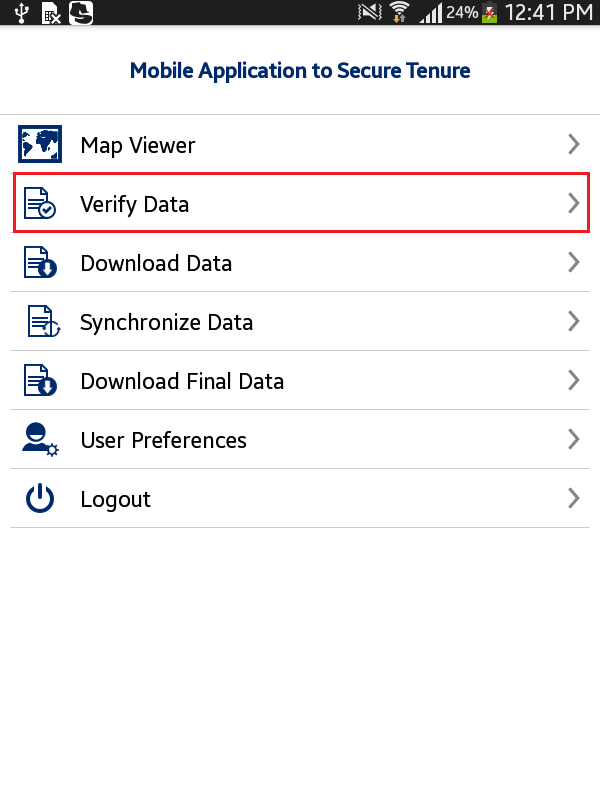 24% 12:41 PM
Mobile Application to Secure Tenure
Map Viewer
Verify Data
Download Data
Synchronize Data
Download Final Data
User Preferences
Logout